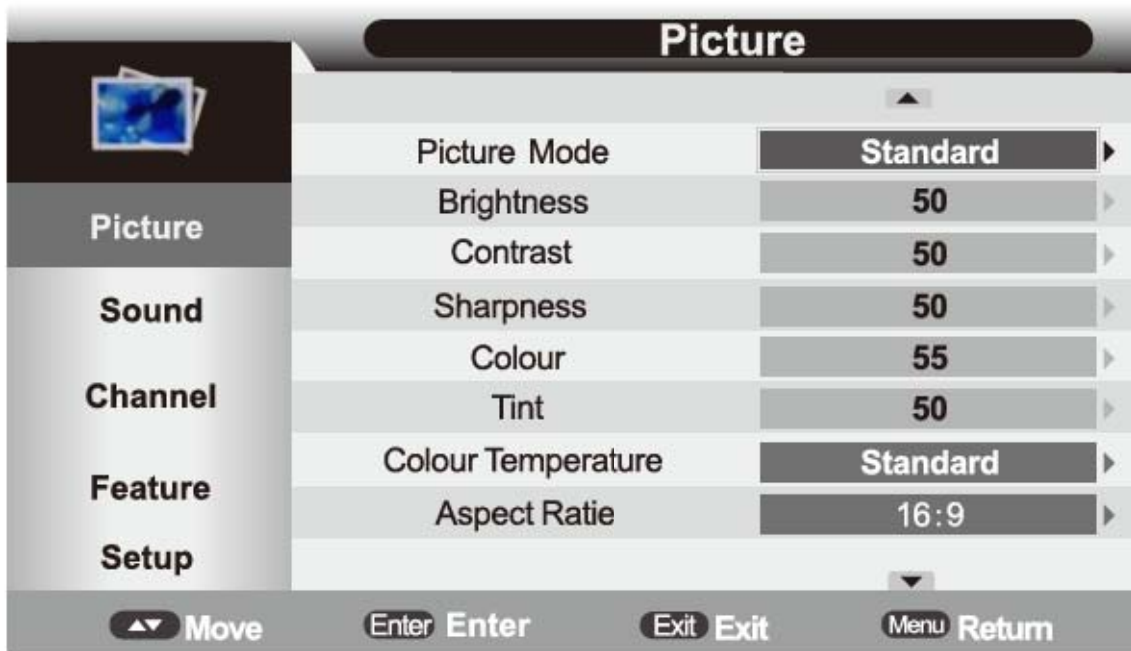 Picture
Picture
Sound
Channel
Feature
Setup
Picture Mode Standard
Brightness 50
Contrast 50
Sharpness 50
Colour 55
Tint 50
Colour Temperature Standard
Aspect Ratie 16:9
Move Enter Enter Exit Exit Menu Return